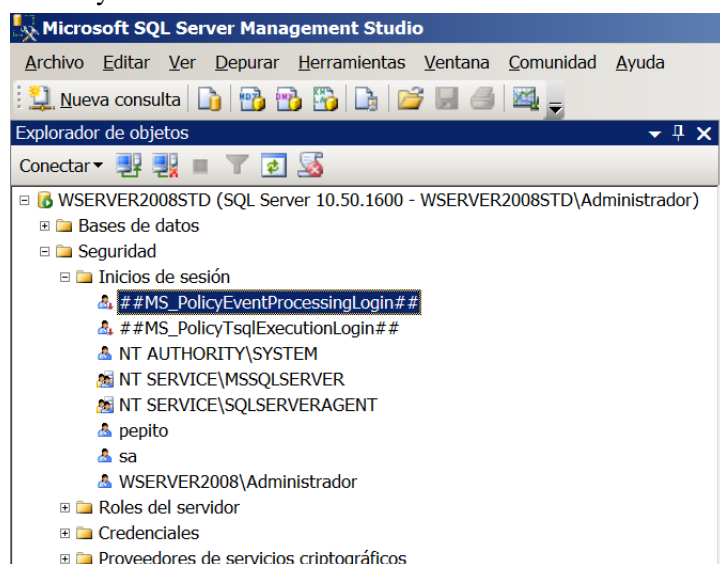 Microsoft SQL Server Management Studio
Archivo Editar Ver Depurar Herramientas Ventana Comunidad Ayuda
Nueva consulta
Explorador de objetos
Conectar
WSERVER2008STD (SQL Server 10.50.1600 - WSERVER2008STD\Administrador)
Bases de datos
Seguridad
Inicios de sesión
##MS_PolicyEventProcessingLogin##
##MS_PolicyTsqlExecutionLogin##
NT AUTHORITY\SYSTEM
NT SERVICE\MSSQLSERVER
NT SERVICE\SQLSERVERAGENT
pepito
sa
WSERVER2008\Administrador
Roles del servidor
Credenciales
Proveedores de servicios criptográficos